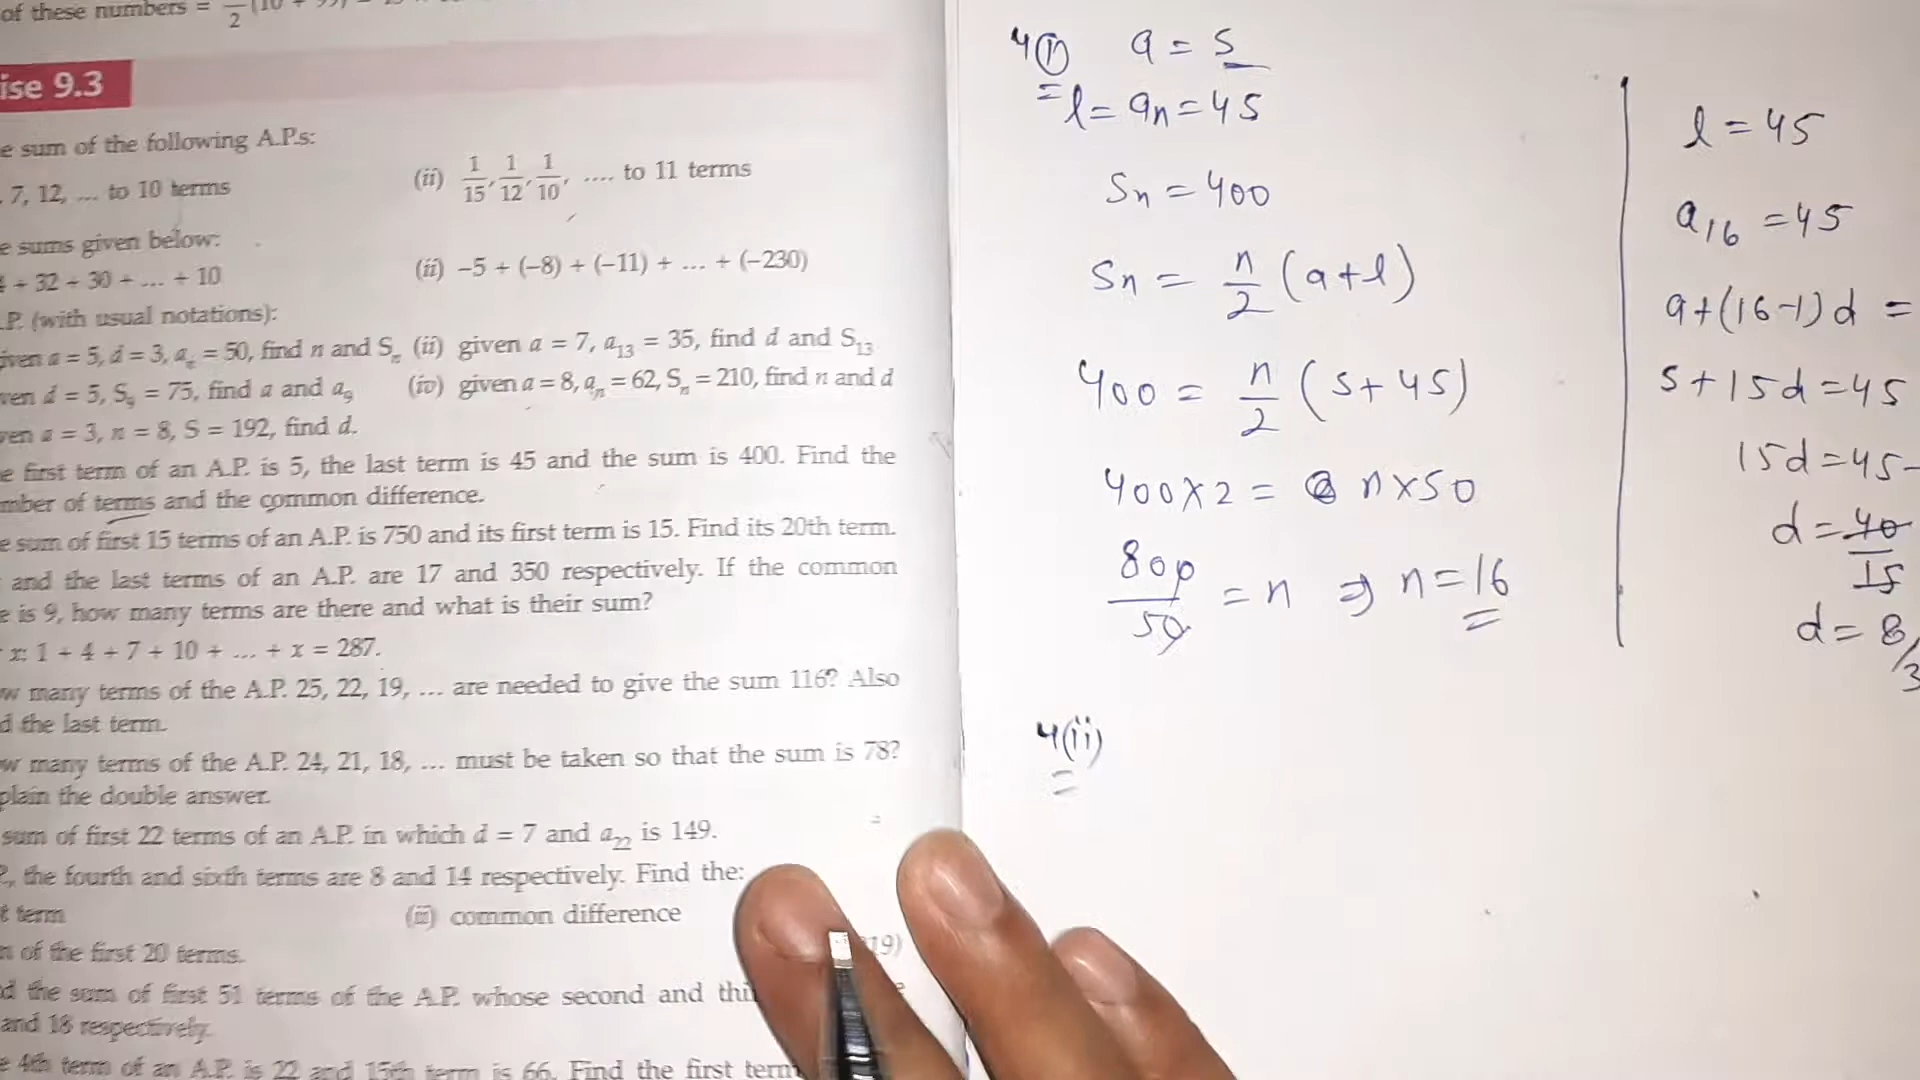 of these numbers = 2
ise 9.3
e sum of the following A.P.s:
7, 12, ... to 10 terms
(ii) 1/15, 1/12, 1/10, .... to 11 terms
e sums given below:
+ 32 + 30 + ... + 10
(ii) –5 + (–8) + (–11) + ... + (–230)
.P. (with usual notations):
iven a = 5, d = 3, aₙ = 50, find n and Sₙ (ii) given a = 7, a₁₃ = 35, find d and S₁₃
ven d = 5, S₉ = 75, find a and a₉ (iv) given a = 8, aₙ = 62, Sₙ = 210, find n and d
ven a = 3, n = 8, S = 192, find d.
e first term of an A.P. is 5, the last term is 45 and the sum is 400. Find the
mber of terms and the common difference.
e sum of first 15 terms of an A.P. is 750 and its first term is 15. Find its 20th term.
and the last terms of an A.P. are 17 and 350 respectively. If the common
e is 9, how many terms are there and what is their sum?
x: 1 + 4 + 7 + 10 + ... + x = 287.
w many terms of the A.P. 25, 22, 19, ... are needed to give the sum 116? Also
d the last term.
w many terms of the A.P. 24, 21, 18, ... must be taken so that the sum is 78?
plain the double answer.
sum of first 22 terms of an A.P. in which d = 7 and a₂₂ is 149.
P., the fourth and sixth terms are 8 and 14 respectively. Find the:
t term
(ii) common difference
of the first 20 terms.
19)
d the sum of first 51 terms of the A.P. whose second and thi
and 18 respectively.
e 4th term of an A.P. is 22 and 15th term is 66. Find the first term
4(i) a = 5
l = aₙ = 45
Sₙ = 400
Sₙ = n/2 (a+l)
400 = n/2 (5+45)
400×2 = n×50
800/50 = n ⇒ n = 16
4(ii)
l = 45
a₁₆ = 45
a+(16-1)d =
5+15d=45
15d=45-
d=40/15
d=8/3